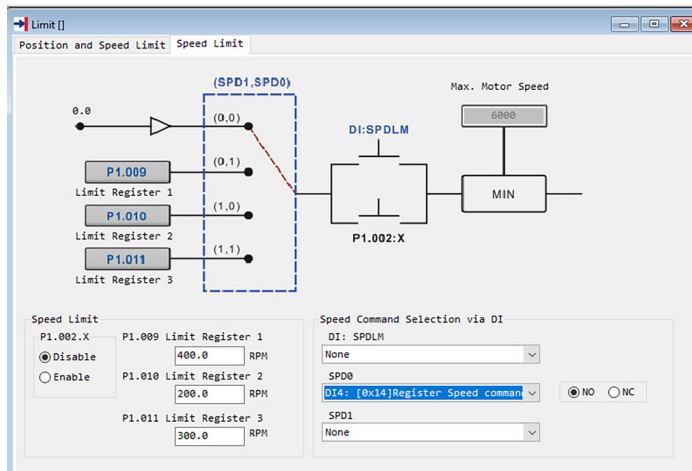 Limit []
Position and Speed Limit Speed Limit
(SPD1,SPD0)
Max. Motor Speed
6000
0.0
(0,0)
DI:SPDLM
(0,1)
P1.009
Limit Register 1
MIN
(1,0)
P1.010
Limit Register 2
P1.002:X
(1,1)
P1.011
Limit Register 3
Speed Limit
P1.002.X
Disable
Enable
P1.009 Limit Register 1
400.0 RPM
P1.010 Limit Register 2
200.0 RPM
P1.011 Limit Register 3
300.0 RPM
Speed Command Selection via DI
DI: SPDLM
None
SPD0
DI4: [0x14]Register Speed comman
NO NC
SPD1
None